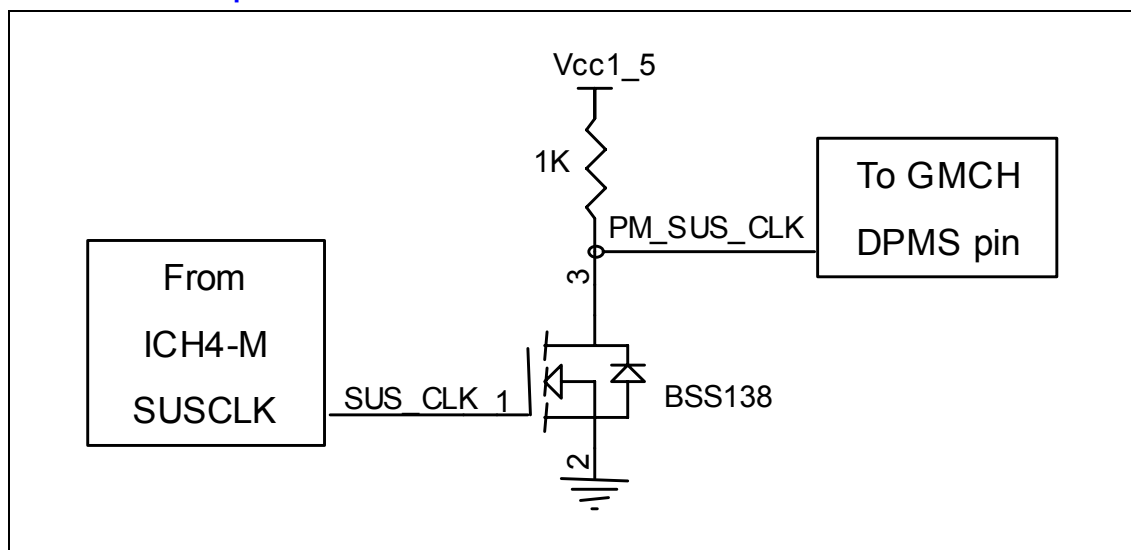 Vcc1_5
1K
To GMCH
DPMS pin
PM_SUS_CLK
3
From
ICH4-M
SUSCLK
SUS_CLK 1
BSS138
2